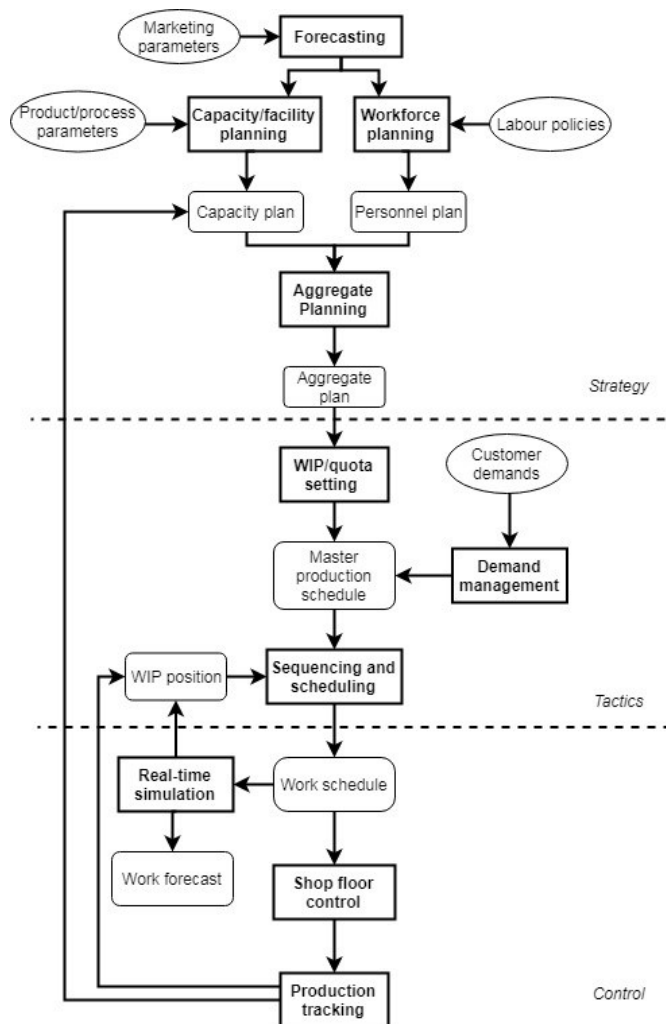 Marketing
parameters
Forecasting
Product/process
parameters
Capacity/facility
planning
Workforce
planning
Labour policies
Capacity plan
Personnel plan
Aggregate
Planning
Aggregate
plan
Strategy
WIP/quota
setting
Customer
demands
Master
production
schedule
Demand
management
WIP position
Sequencing and
scheduling
Tactics
Real-time
simulation
Work schedule
Work forecast
Shop floor
control
Production
tracking
Control